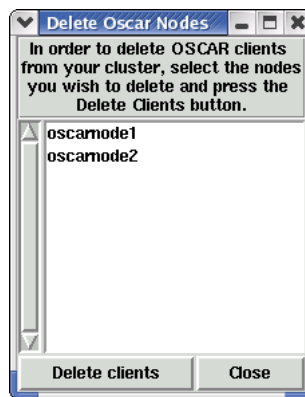 Delete Oscar Nodes
In order to delete OSCAR clients
from your cluster, select the nodes
you wish to delete and press the
Delete Clients button.
oscarnode1
oscarnode2
Delete clients
Close